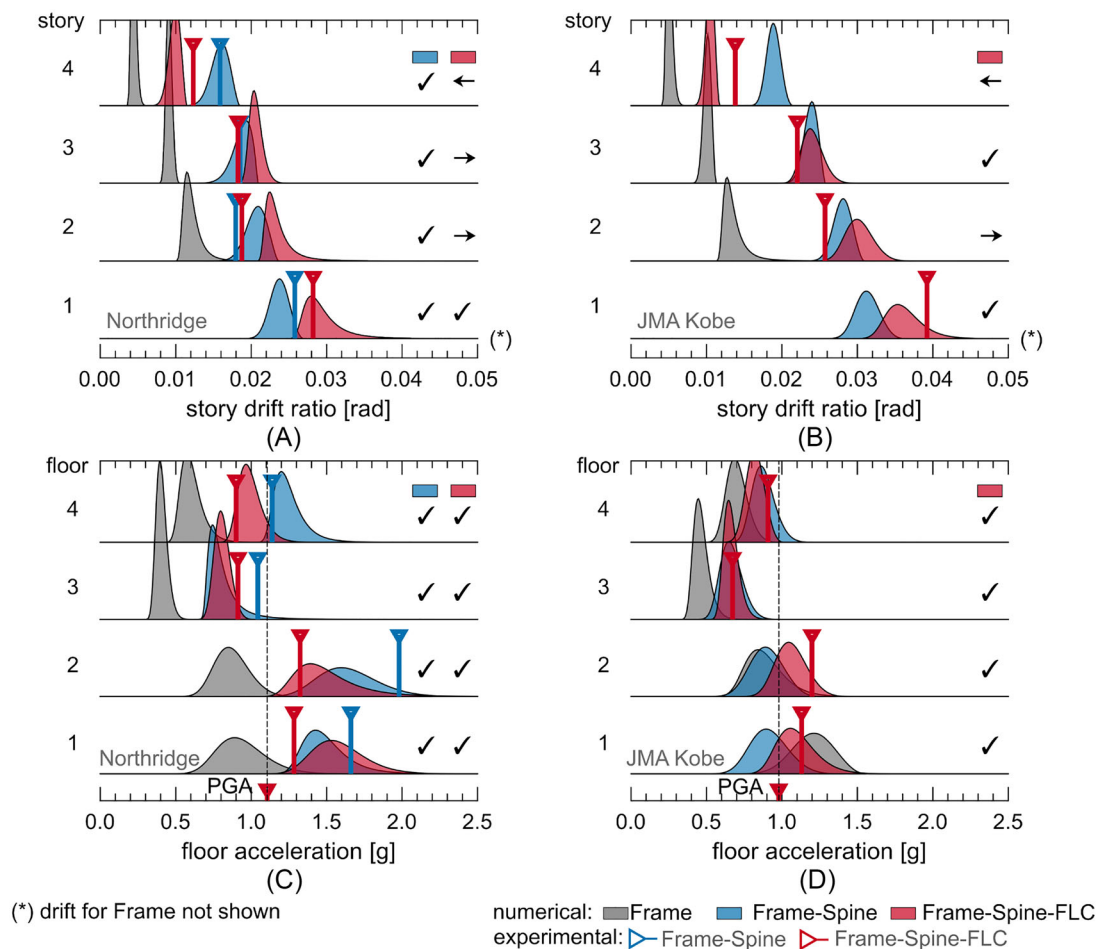 story
4
3
2
1
Northridge
(*)
0.00 0.01 0.02 0.03 0.04 0.05
story drift ratio [rad]
(A)
4
3
2
1
JMA Kobe
(*)
0.00 0.01 0.02 0.03 0.04 0.05
story drift ratio [rad]
(B)
floor
4
3
2
1
Northridge
PGA
0.0 0.5 1.0 1.5 2.0 2.5
floor acceleration [g]
(C)
floor
4
3
2
1
JMA Kobe
PGA
0.0 0.5 1.0 1.5 2.0 2.5
floor acceleration [g]
(D)
(*) drift for Frame not shown
numerical: Frame Frame-Spine Frame-Spine-FLC
experimental: Frame-Spine Frame-Spine-FLC